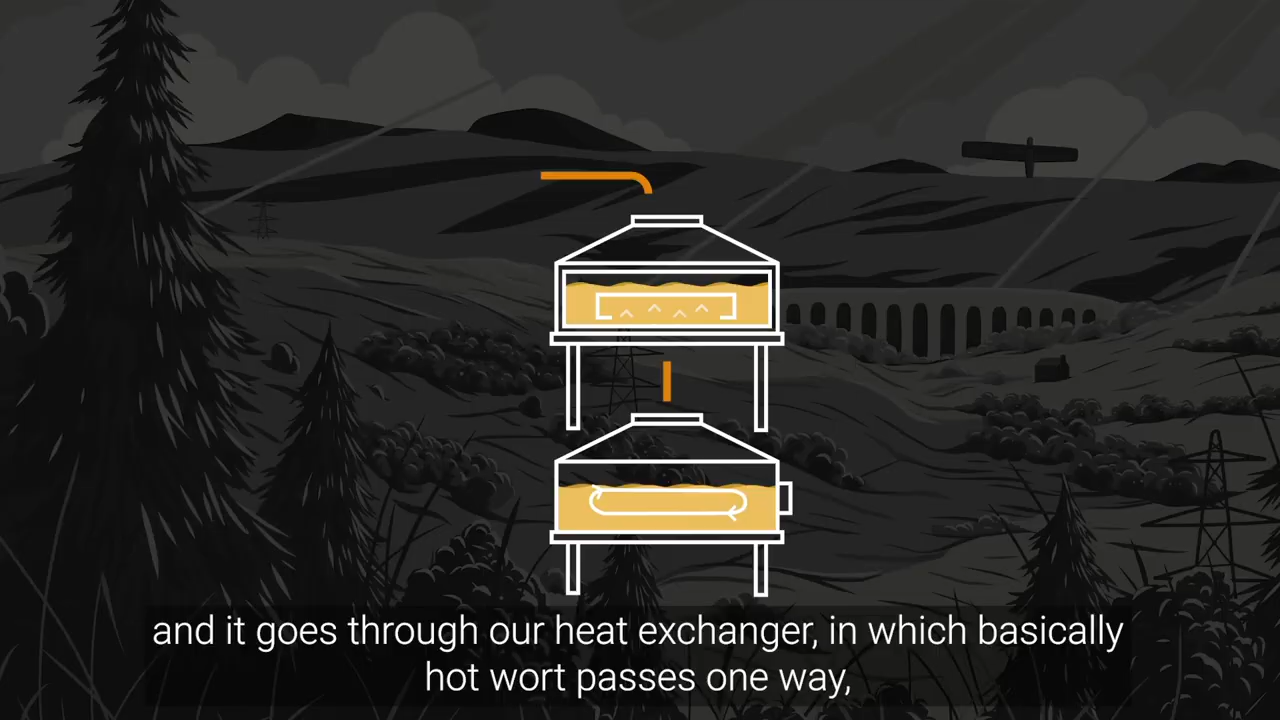 and it goes through our heat exchanger, in which basically
hot wort passes one way,